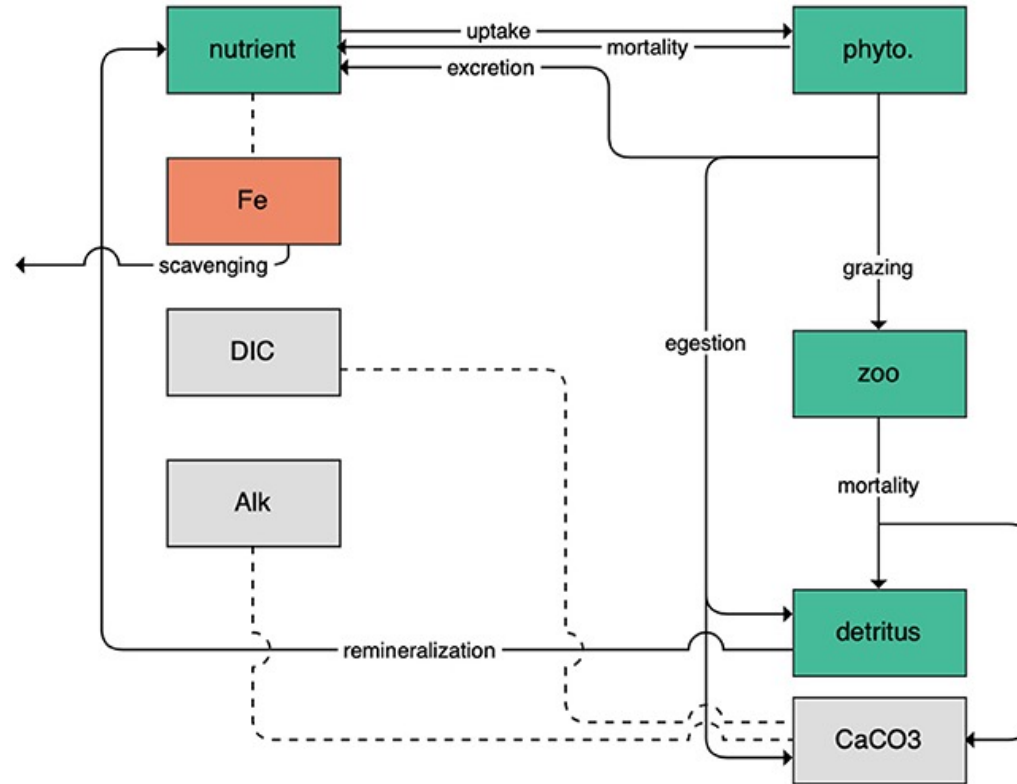 nutrient
uptake
mortality
excretion
phyto.
Fe
scavenging
grazing
DIC
egestion
zoo
Alk
mortality
detritus
remineralization
CaCO3